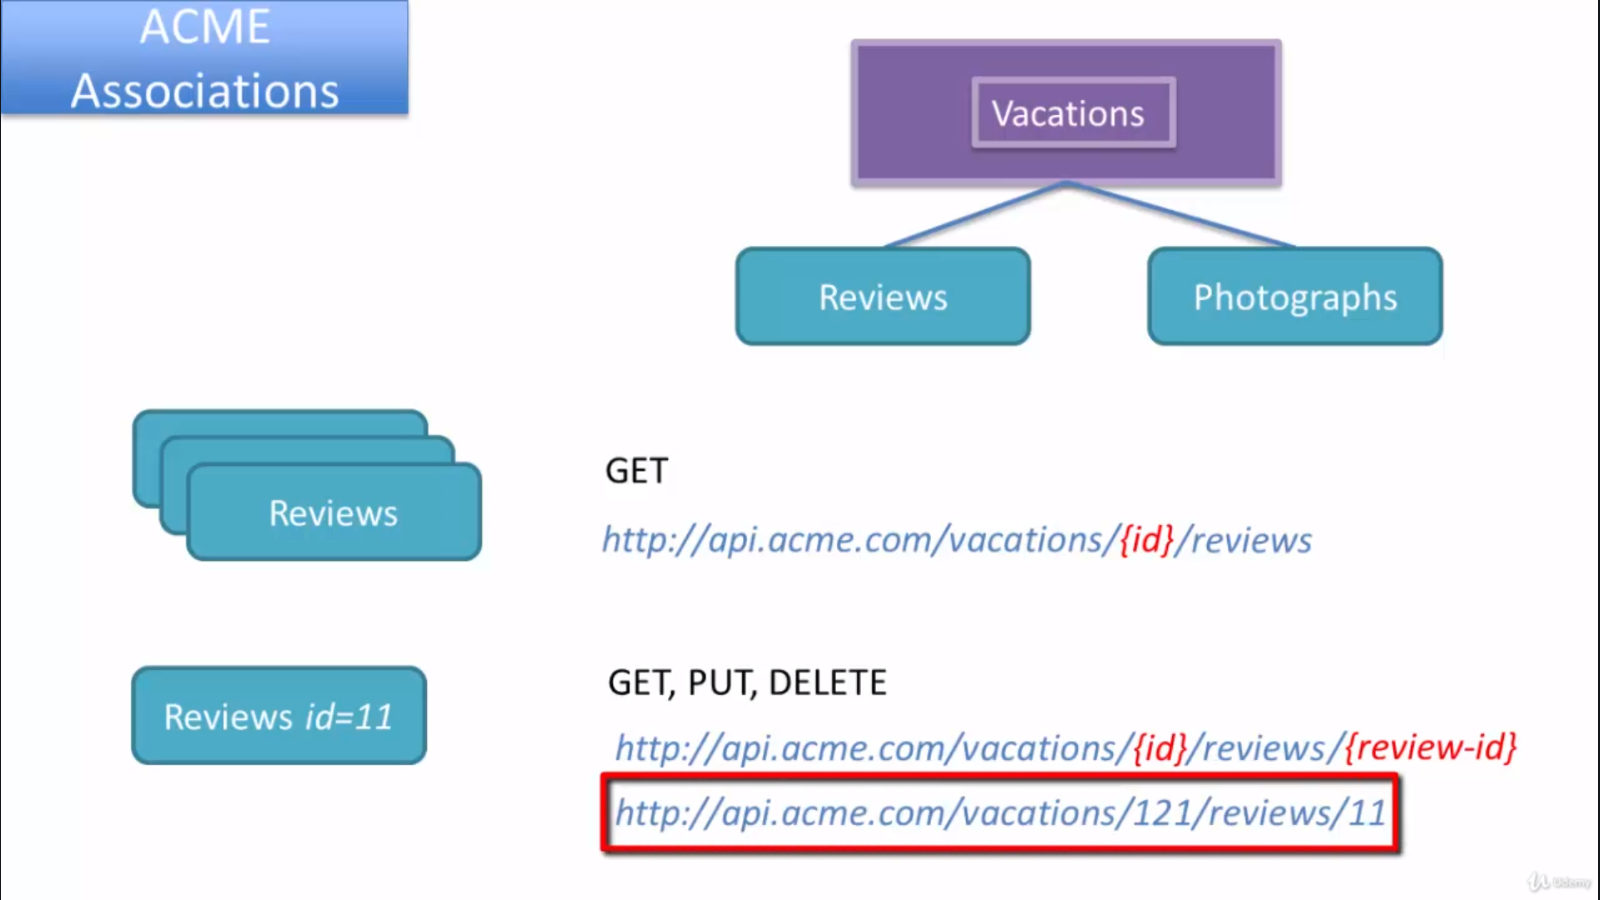 ACME
Associations
Vacations
Reviews
Photographs
Reviews
GET
http://api.acme.com/vacations/{id}/reviews
Reviews id=11
GET, PUT, DELETE
http://api.acme.com/vacations/{id}/reviews/{review-id}
http://api.acme.com/vacations/121/reviews/11
Udemy